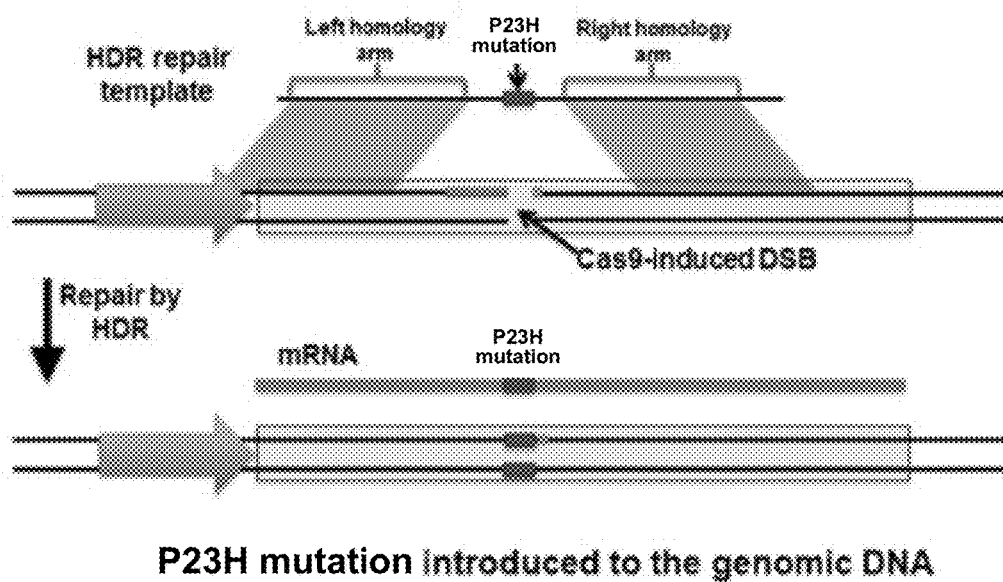 P23H
mutation
Left homology
arm
Right homology
arm
HDR repair
template
Cas9-induced DSB
Repair by
HDR
P23H
mutation
mRNA
P23H mutation introduced to the genomic DNA